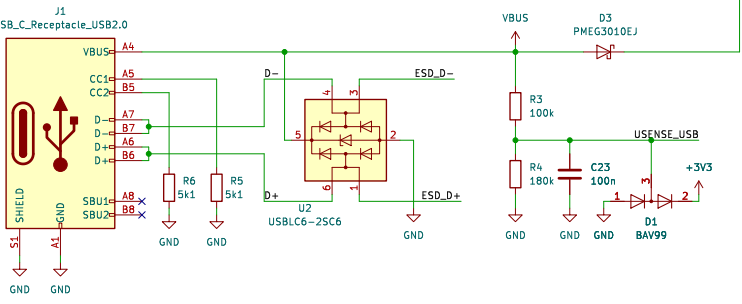 J1
SB_C_Receptacle_USB2.0
VBUS A4
CC1 A5
CC2 B5
D- A7
D- B7
D+ A6
D+ B6
SBU1 A8
SBU2 B8
SHIELD
GND
S1
A1
GND
GND
R6
5k1
GND
R5
5k1
GND
D-
ESD_D-
4
3
5
2
6
1
D+
ESD_D+
U2
USBLC6-2SC6
GND
VBUS
D3
PMEG3010EJ
R3
100k
USENSE_USB
R4
180k
GND
C23
100n
GND
+3V3
3
1
2
D1
BAV99
GND